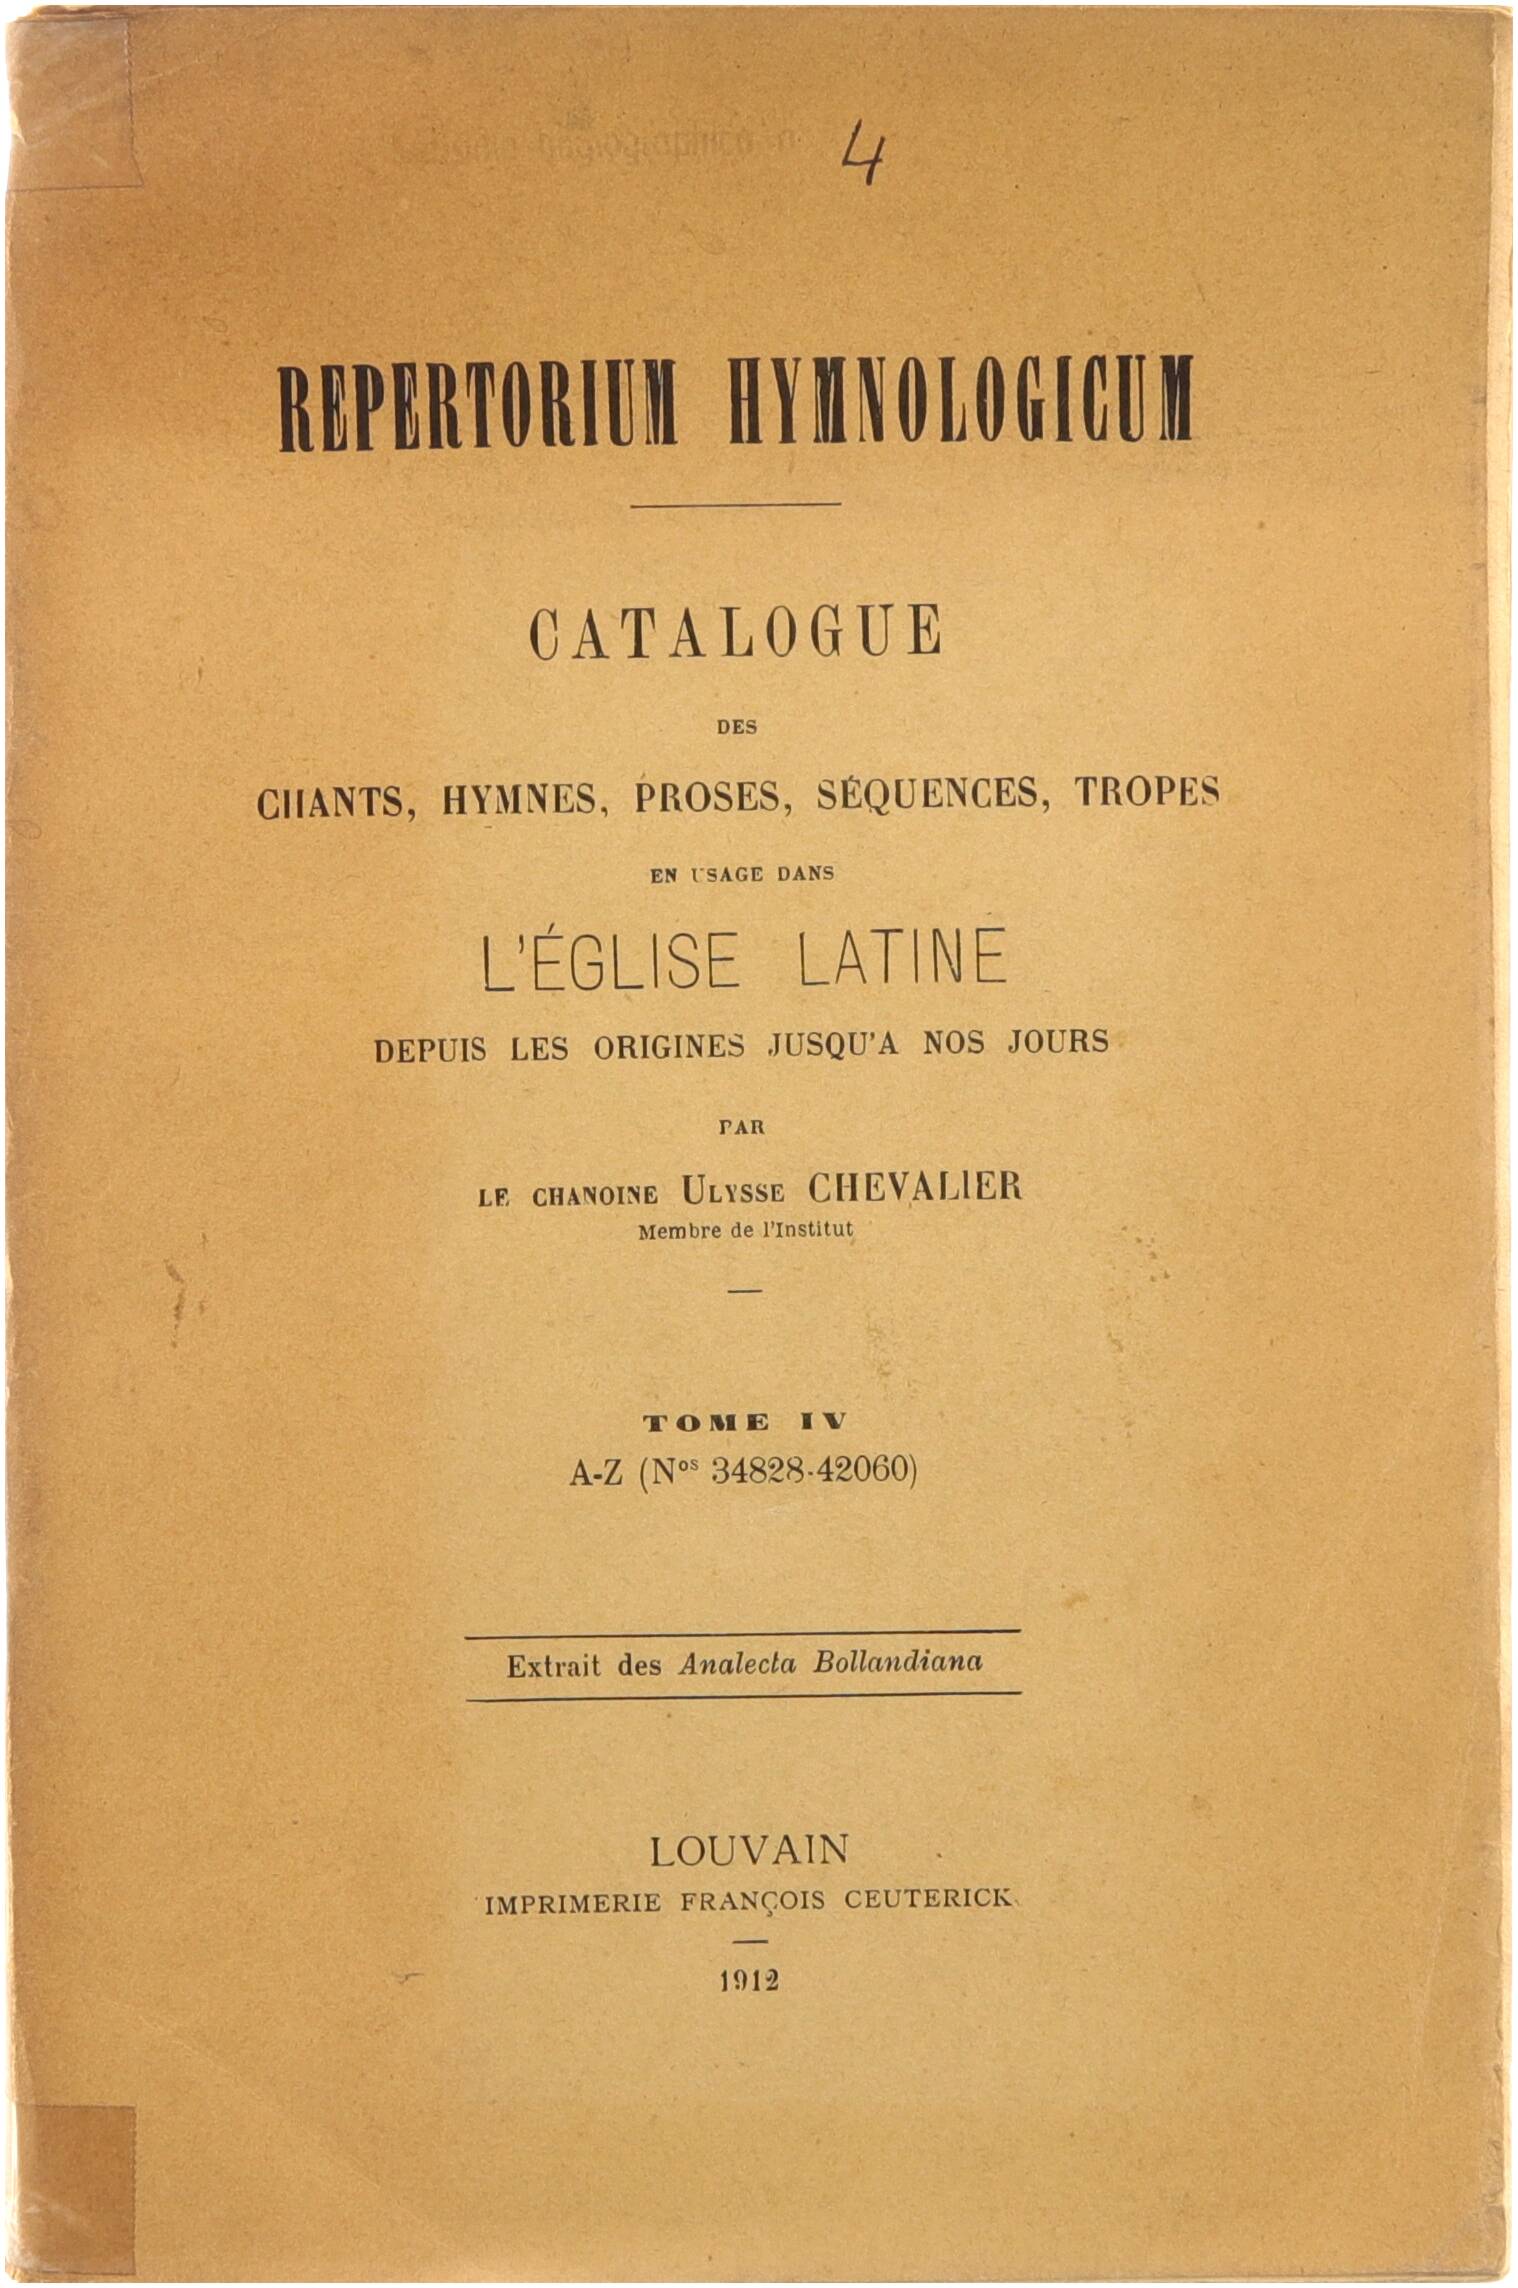 4
REPERTORIUM HYMNOLOGICUM
CATALOGUE
DES
CHANTS, HYMNES, PROSES, SÉQUENCES, TROPES
EN USAGE DANS
L'ÉGLISE LATINE
DEPUIS LES ORIGINES JUSQU'A NOS JOURS
PAR
LE CHANOINE ULYSSE CHEVALIER
Membre de l'Institut
TOME IV
A-Z (Nos 34828-42060)
Extrait des Analecta Bollandiana
LOUVAIN
IMPRIMERIE FRANÇOIS CEUTERICK
1912